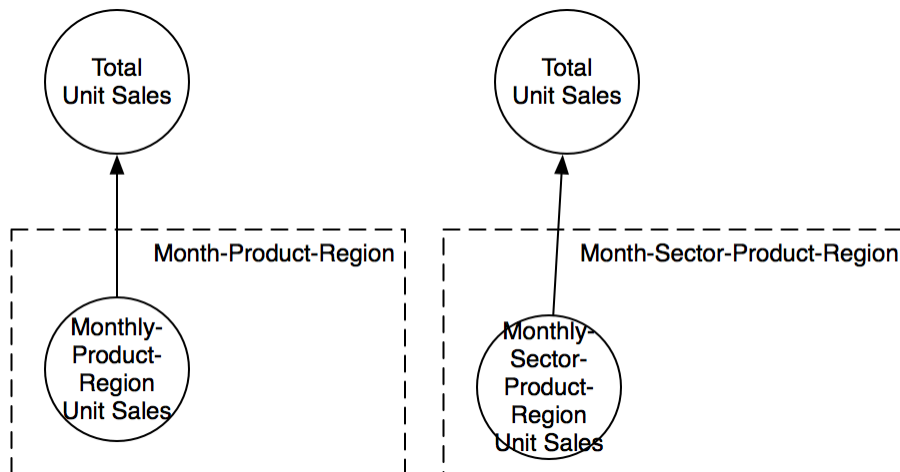 Total
Unit Sales
Total
Unit Sales
Month-Product-Region
Month-Sector-Product-Region
Monthly-
Product-
Region
Unit Sales
Monthly-
Sector-
Product-
Region
Unit Sales